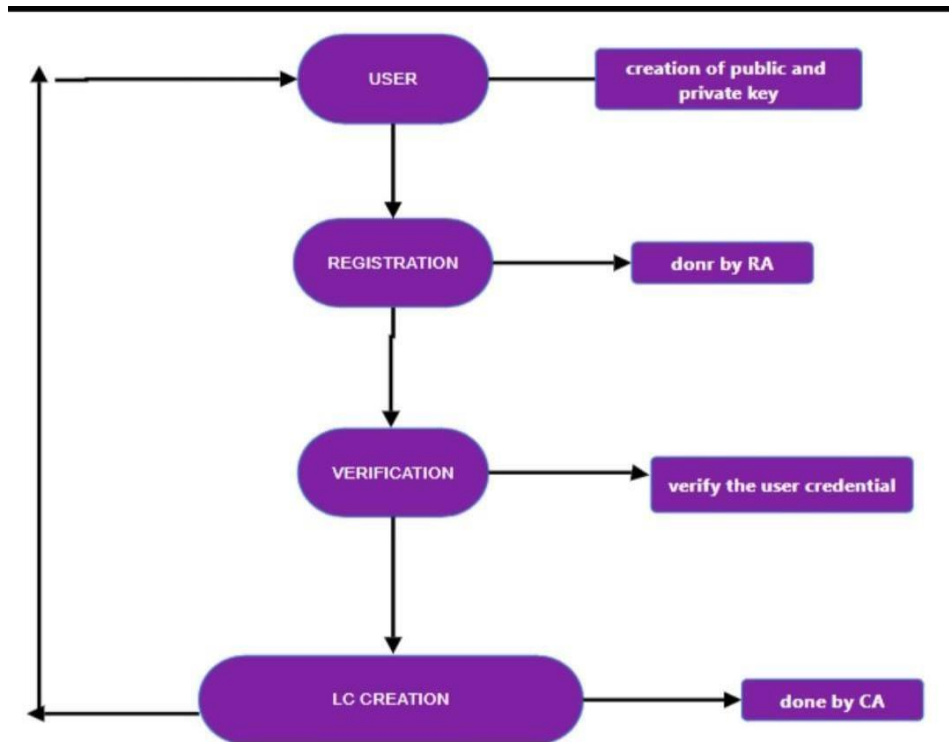 USER
creation of public and
private key
REGISTRATION
donr by RA
VERIFICATION
verify the user credential
LC CREATION
done by CA